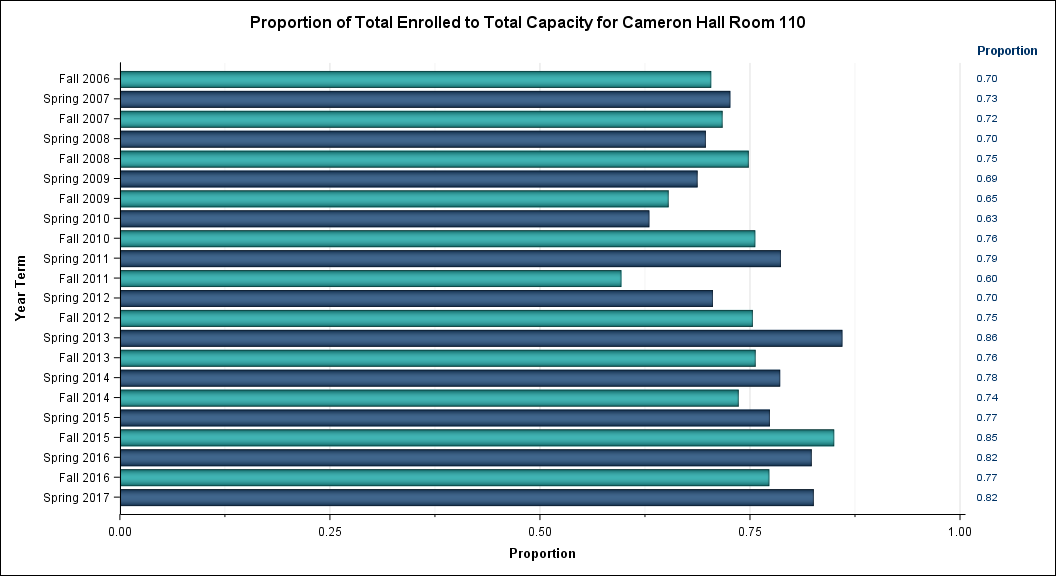 Proportion of Total Enrolled to Total Capacity for Cameron Hall Room 110
Proportion
Fall 2006 0.70
Spring 2007 0.73
Fall 2007 0.72
Spring 2008 0.70
Fall 2008 0.75
Spring 2009 0.69
Fall 2009 0.65
Spring 2010 0.63
Fall 2010 0.76
Spring 2011 0.79
Fall 2011 0.60
Spring 2012 0.70
Fall 2012 0.75
Spring 2013 0.86
Fall 2013 0.76
Spring 2014 0.78
Fall 2014 0.74
Spring 2015 0.77
Fall 2015 0.85
Spring 2016 0.82
Fall 2016 0.77
Spring 2017 0.82
Year Term
0.00 0.25 0.50 0.75 1.00
Proportion